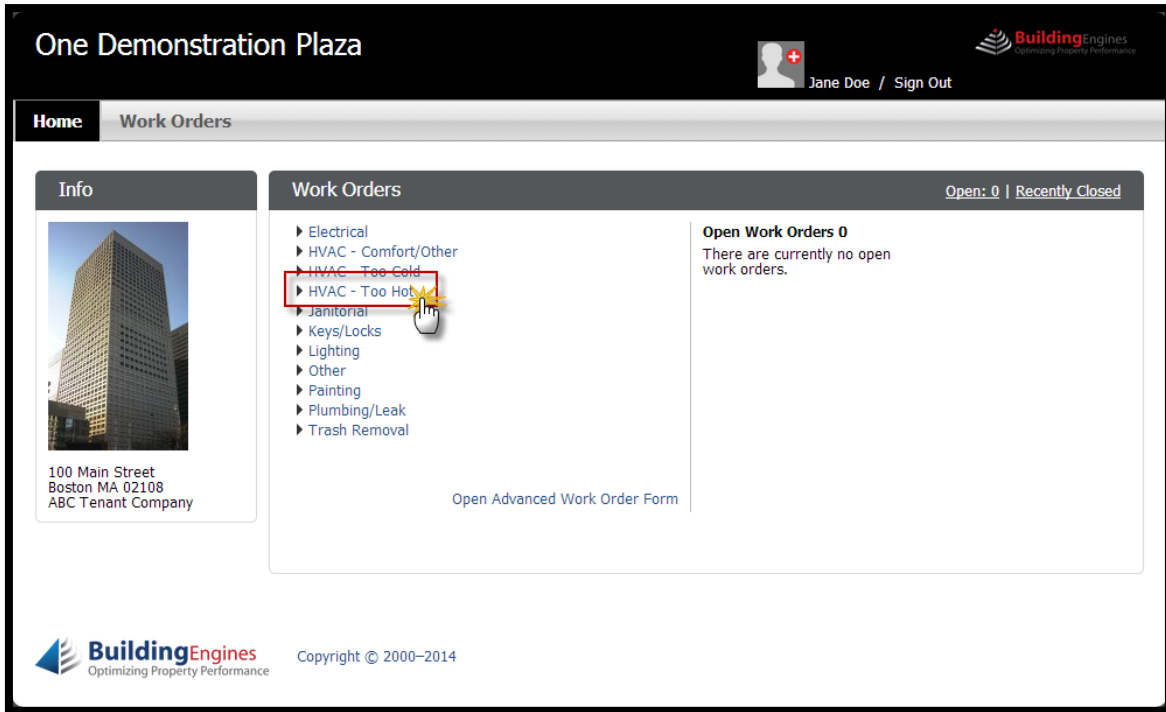 One Demonstration Plaza
BuildingEngines
Optimizing Property Performance
Jane Doe / Sign Out
Home
Work Orders
Info
Work Orders
Open: 0 | Recently Closed
Electrical
HVAC - Comfort/Other
HVAC - Too Cold
HVAC - Too Hot
Janitorial
Keys/Locks
Lighting
Other
Painting
Plumbing/Leak
Trash Removal
Open Advanced Work Order Form
Open Work Orders 0
There are currently no open
work orders.
100 Main Street
Boston MA 02108
ABC Tenant Company
BuildingEngines
Optimizing Property Performance
Copyright © 2000–2014